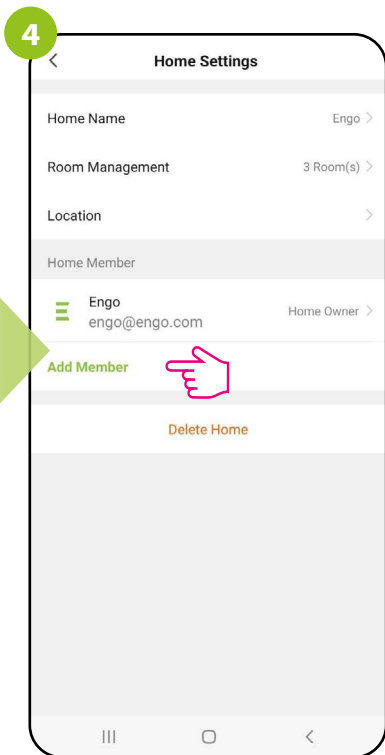 4
Home Settings
Home Name Engo
Room Management 3 Room(s)
Location
Home Member
Engo
engo@engo.com
Home Owner
Add Member
Delete Home